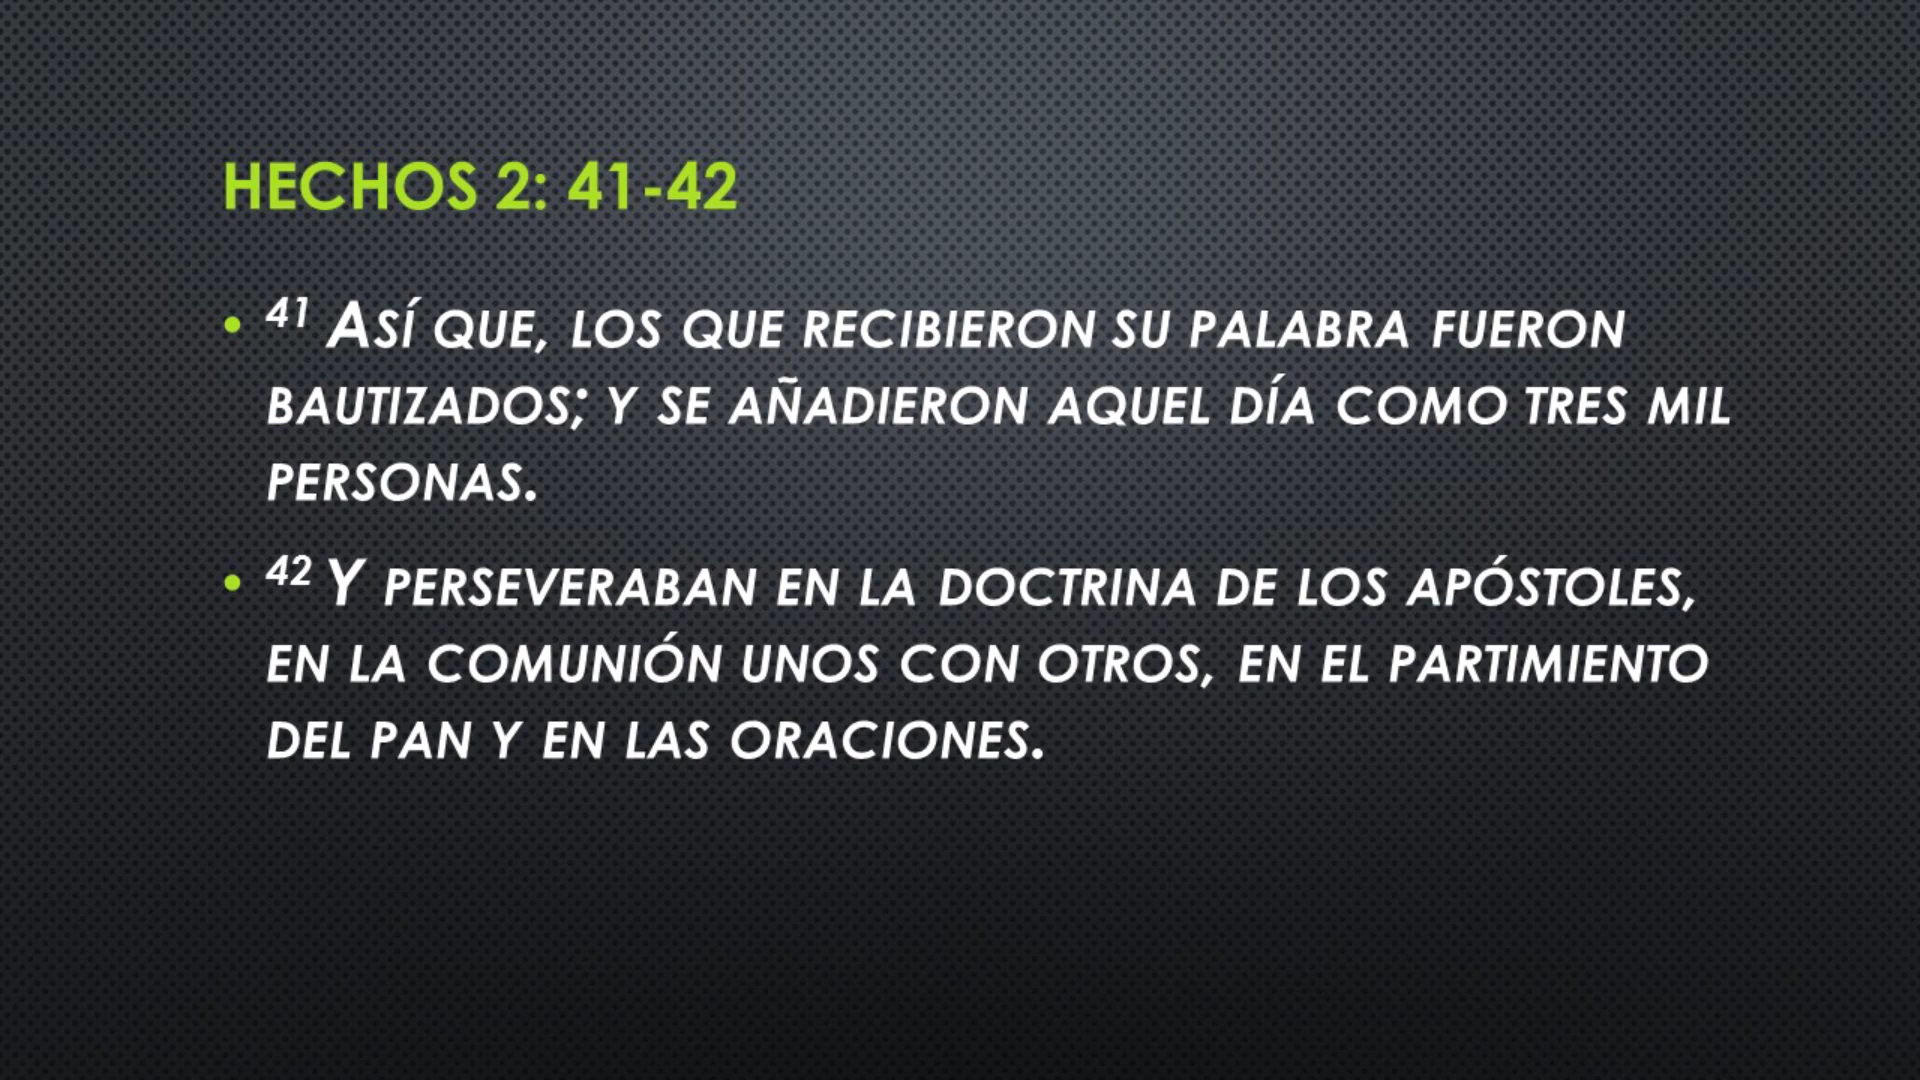 HECHOS 2: 41-42
• 41 ASÍ QUE, LOS QUE RECIBIERON SU PALABRA FUERON
BAUTIZADOS; Y SE AÑADIERON AQUEL DÍA COMO TRES MIL
PERSONAS.
• 42 Y PERSEVERABAN EN LA DOCTRINA DE LOS APÓSTOLES,
EN LA COMUNIÓN UNOS CON OTROS, EN EL PARTIMIENTO
DEL PAN Y EN LAS ORACIONES.